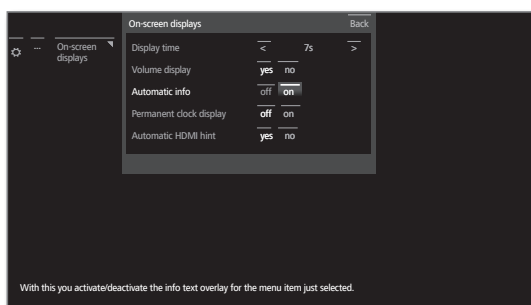 On-screen displays Back
... On-screen displays
Display time < 7s >
Volume display yes no
Automatic info off on
Permanent clock display off on
Automatic HDMI hint yes no
With this you activate/deactivate the info text overlay for the menu item just selected.